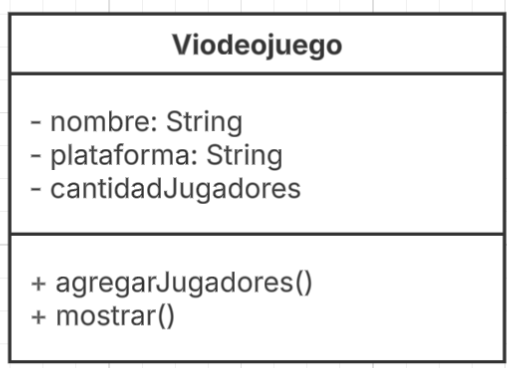 Viodeojuego
- nombre: String
- plataforma: String
- cantidadJugadores
+ agregarJugadores()
+ mostrar()